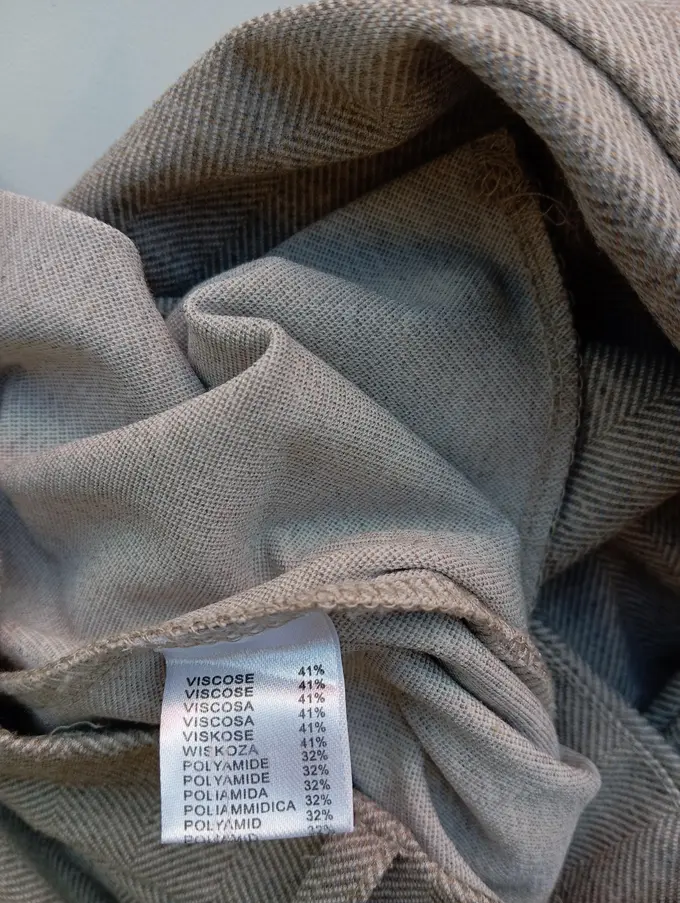 VISCOSE 41%
VISCOSE 41%
VISCOSA 41%
VISCOSA 41%
VISKOSE 41%
WISKOZA 41%
POLYAMIDE 32%
POLYAMIDE 32%
POLIAMIDA 32%
POLIAMMIDICA 32%
POLYAMID 32%